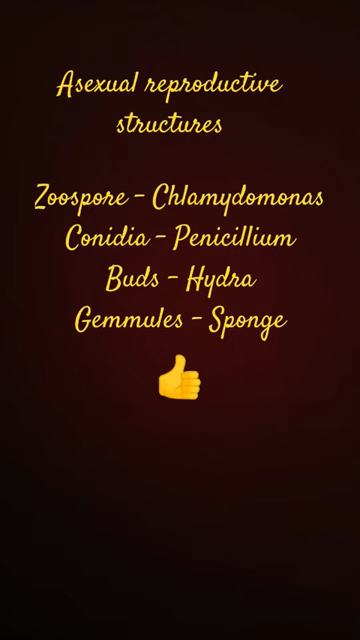 Asexual reproductive
structures
Zoospore - Chlamydomonas
Conidia - Penicillium
Buds - Hydra
Gemmules - Sponge
👍